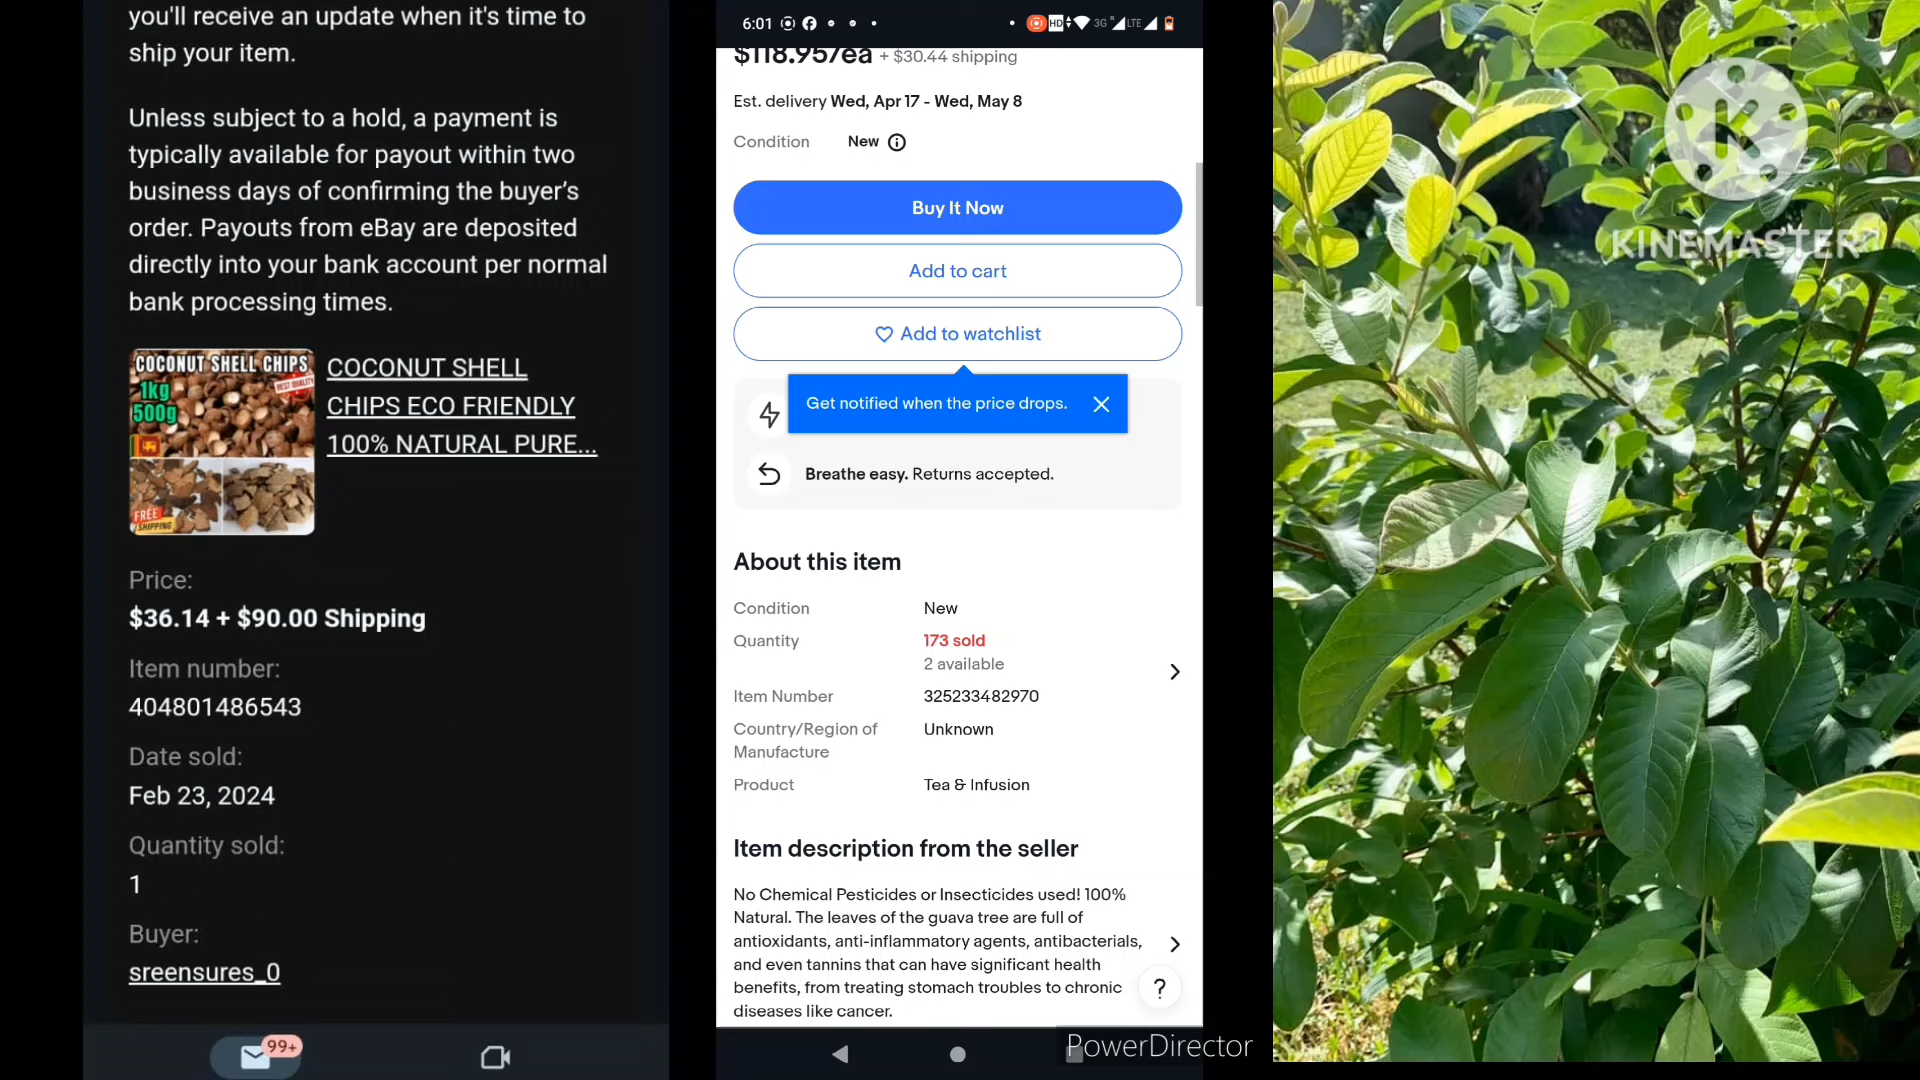 you'll receive an update when it's time to
ship your item.
Unless subject to a hold, a payment is
typically available for payout within two
business days of confirming the buyer's
order. Payouts from eBay are deposited
directly into your bank account per normal
bank processing times.
COCONUT SHELL CHIPS
1kg
500g
BEST QUALITY
FREE
SHIPPING
COCONUT SHELL
CHIPS ECO FRIENDLY
100% NATURAL PURE...
Price:
$36.14 + $90.00 Shipping
Item number:
404801486543
Date sold:
Feb 23, 2024
Quantity sold:
1
Buyer:
sreensures_0
99+
6:01
HD
3G
R
LTE
$118.95/ea + $30.44 shipping
Est. delivery Wed, Apr 17 - Wed, May 8
Condition New
Buy It Now
Add to cart
Add to watchlist
Get notified when the price drops.
Breathe easy. Returns accepted.
About this item
Condition New
Quantity 173 sold
2 available
Item Number 325233482970
Country/Region of Unknown
Manufacture
Product Tea & Infusion
Item description from the seller
No Chemical Pesticides or Insecticides used! 100%
Natural. The leaves of the guava tree are full of
antioxidants, anti-inflammatory agents, antibacterials,
and even tannins that can have significant health
benefits, from treating stomach troubles to chronic
diseases like cancer.
?
PowerDirector
K
KINEMASTER